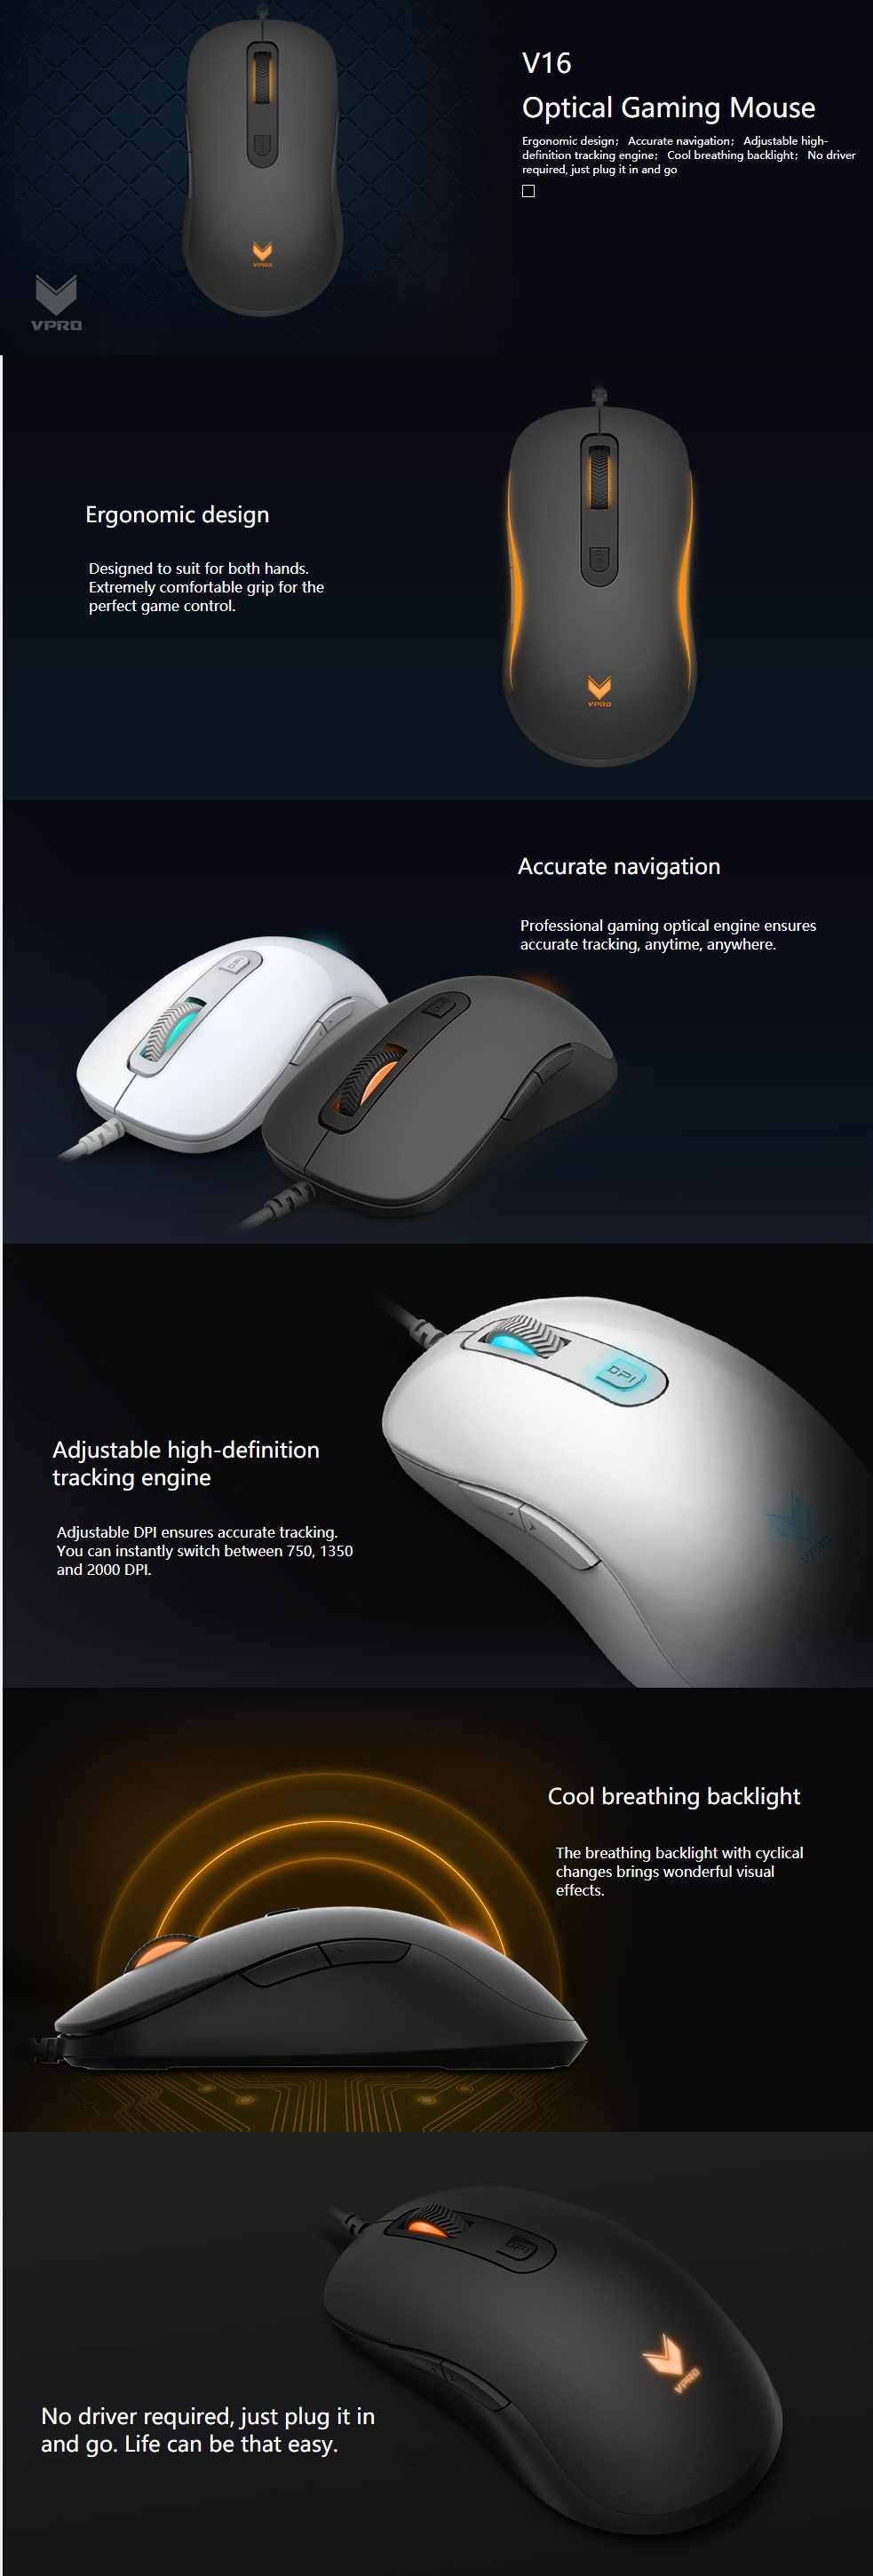 V16
Optical Gaming Mouse
Ergonomic design； Accurate navigation； Adjustable high-
definition tracking engine； Cool breathing backlight； No driver
required, just plug it in and go
VPRO
VPRO
Ergonomic design
Designed to suit for both hands.
Extremely comfortable grip for the
perfect game control.
DPI
VPRO
Accurate navigation
Professional gaming optical engine ensures
accurate tracking, anytime, anywhere.
DPI
DPI
DPI
Adjustable high-definition
tracking engine
Adjustable DPI ensures accurate tracking.
You can instantly switch between 750, 1350
and 2000 DPI.
VPRO
Cool breathing backlight
The breathing backlight with cyclical
changes brings wonderful visual
effects.
DPI
VPRO
No driver required, just plug it in
and go. Life can be that easy.